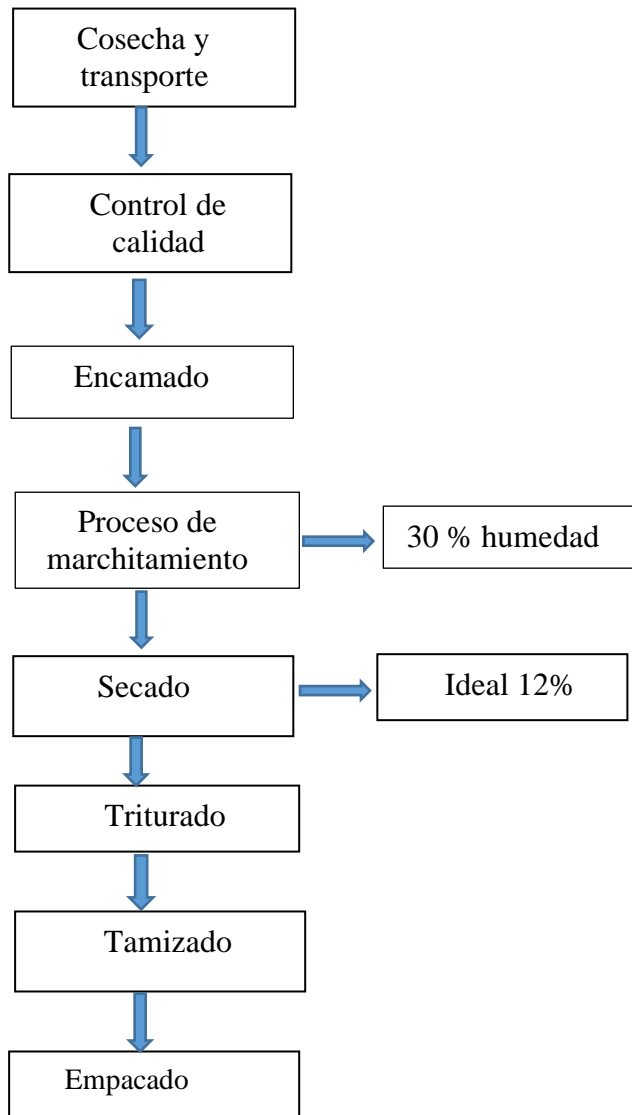 Cosecha y
transporte
Control de
calidad
Encamado
Proceso de
marchitamiento
30 % humedad
Secado
Ideal 12%
Triturado
Tamizado
Empacado